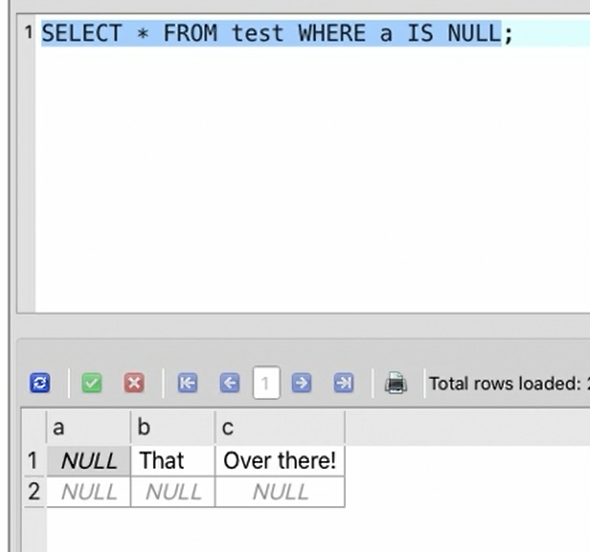 1 SELECT * FROM test WHERE a IS NULL;
1 Total rows loaded:
a b c
1 NULL That Over there!
2 NULL NULL NULL